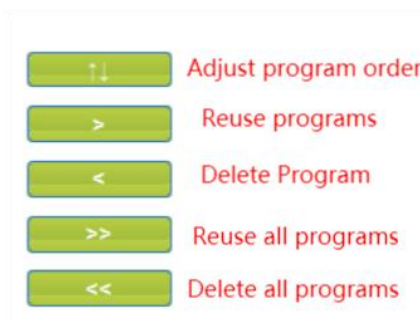 ↑↓ Adjust program order
> Reuse programs
< Delete Program
>> Reuse all programs
<< Delete all programs